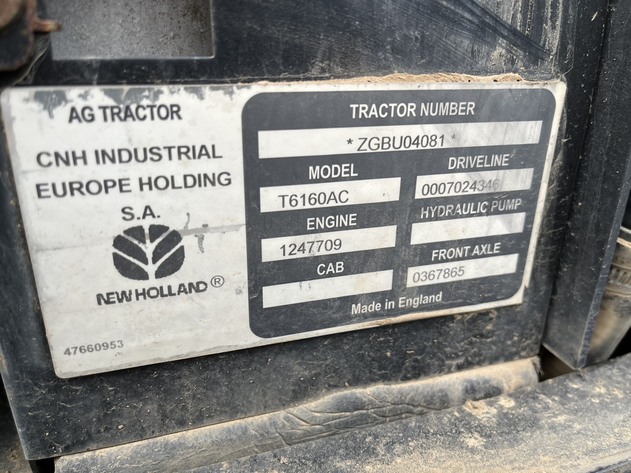 AG TRACTOR
CNH INDUSTRIAL
EUROPE HOLDING
S.A.
NEW HOLLAND®
47660953
TRACTOR NUMBER
*ZGBU04081*
MODEL
T6160AC
ENGINE
1247709
CAB
DRIVELINE
0007024346
HYDRAULIC PUMP
FRONT AXLE
0367865
Made in England